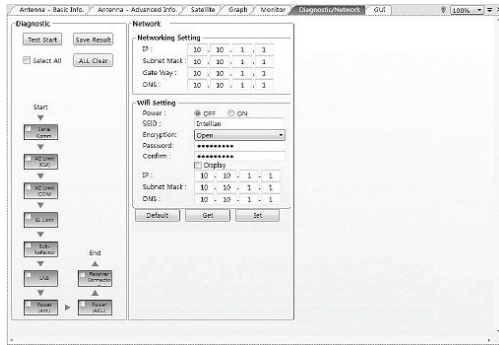 Antenna - Basic Info. Antenna - Advanced Info. Satellite Graph Monitor Diagnostic/Network GUI 100%
Diagnostic
Test Start Save Result
Select All ALL Clear
Start
Serial Comm.
AZ Limit (CW)
AZ Limit (CCW)
EL Limit
Sub-Reflector
LNB
Power (Ant.)
Power (ACU)
Receiver Connectio
End
Network
Networking Setting
IP : 10 . 10 . 1 . 1
Subnet Mask : 10 . 10 . 1 . 1
Gate Way : 10 . 10 . 1 . 1
DNS : 10 . 10 . 1 . 1
Wifi Setting
Power : OFF ON
SSID : Intellian
Encryption: Open
Password: •••••••••
Confirm : •••••••••
Display
IP : 10 . 10 . 1 . 1
Subnet Mask : 10 . 10 . 1 . 1
DNS : 10 . 10 . 1 . 1
Default Get Set